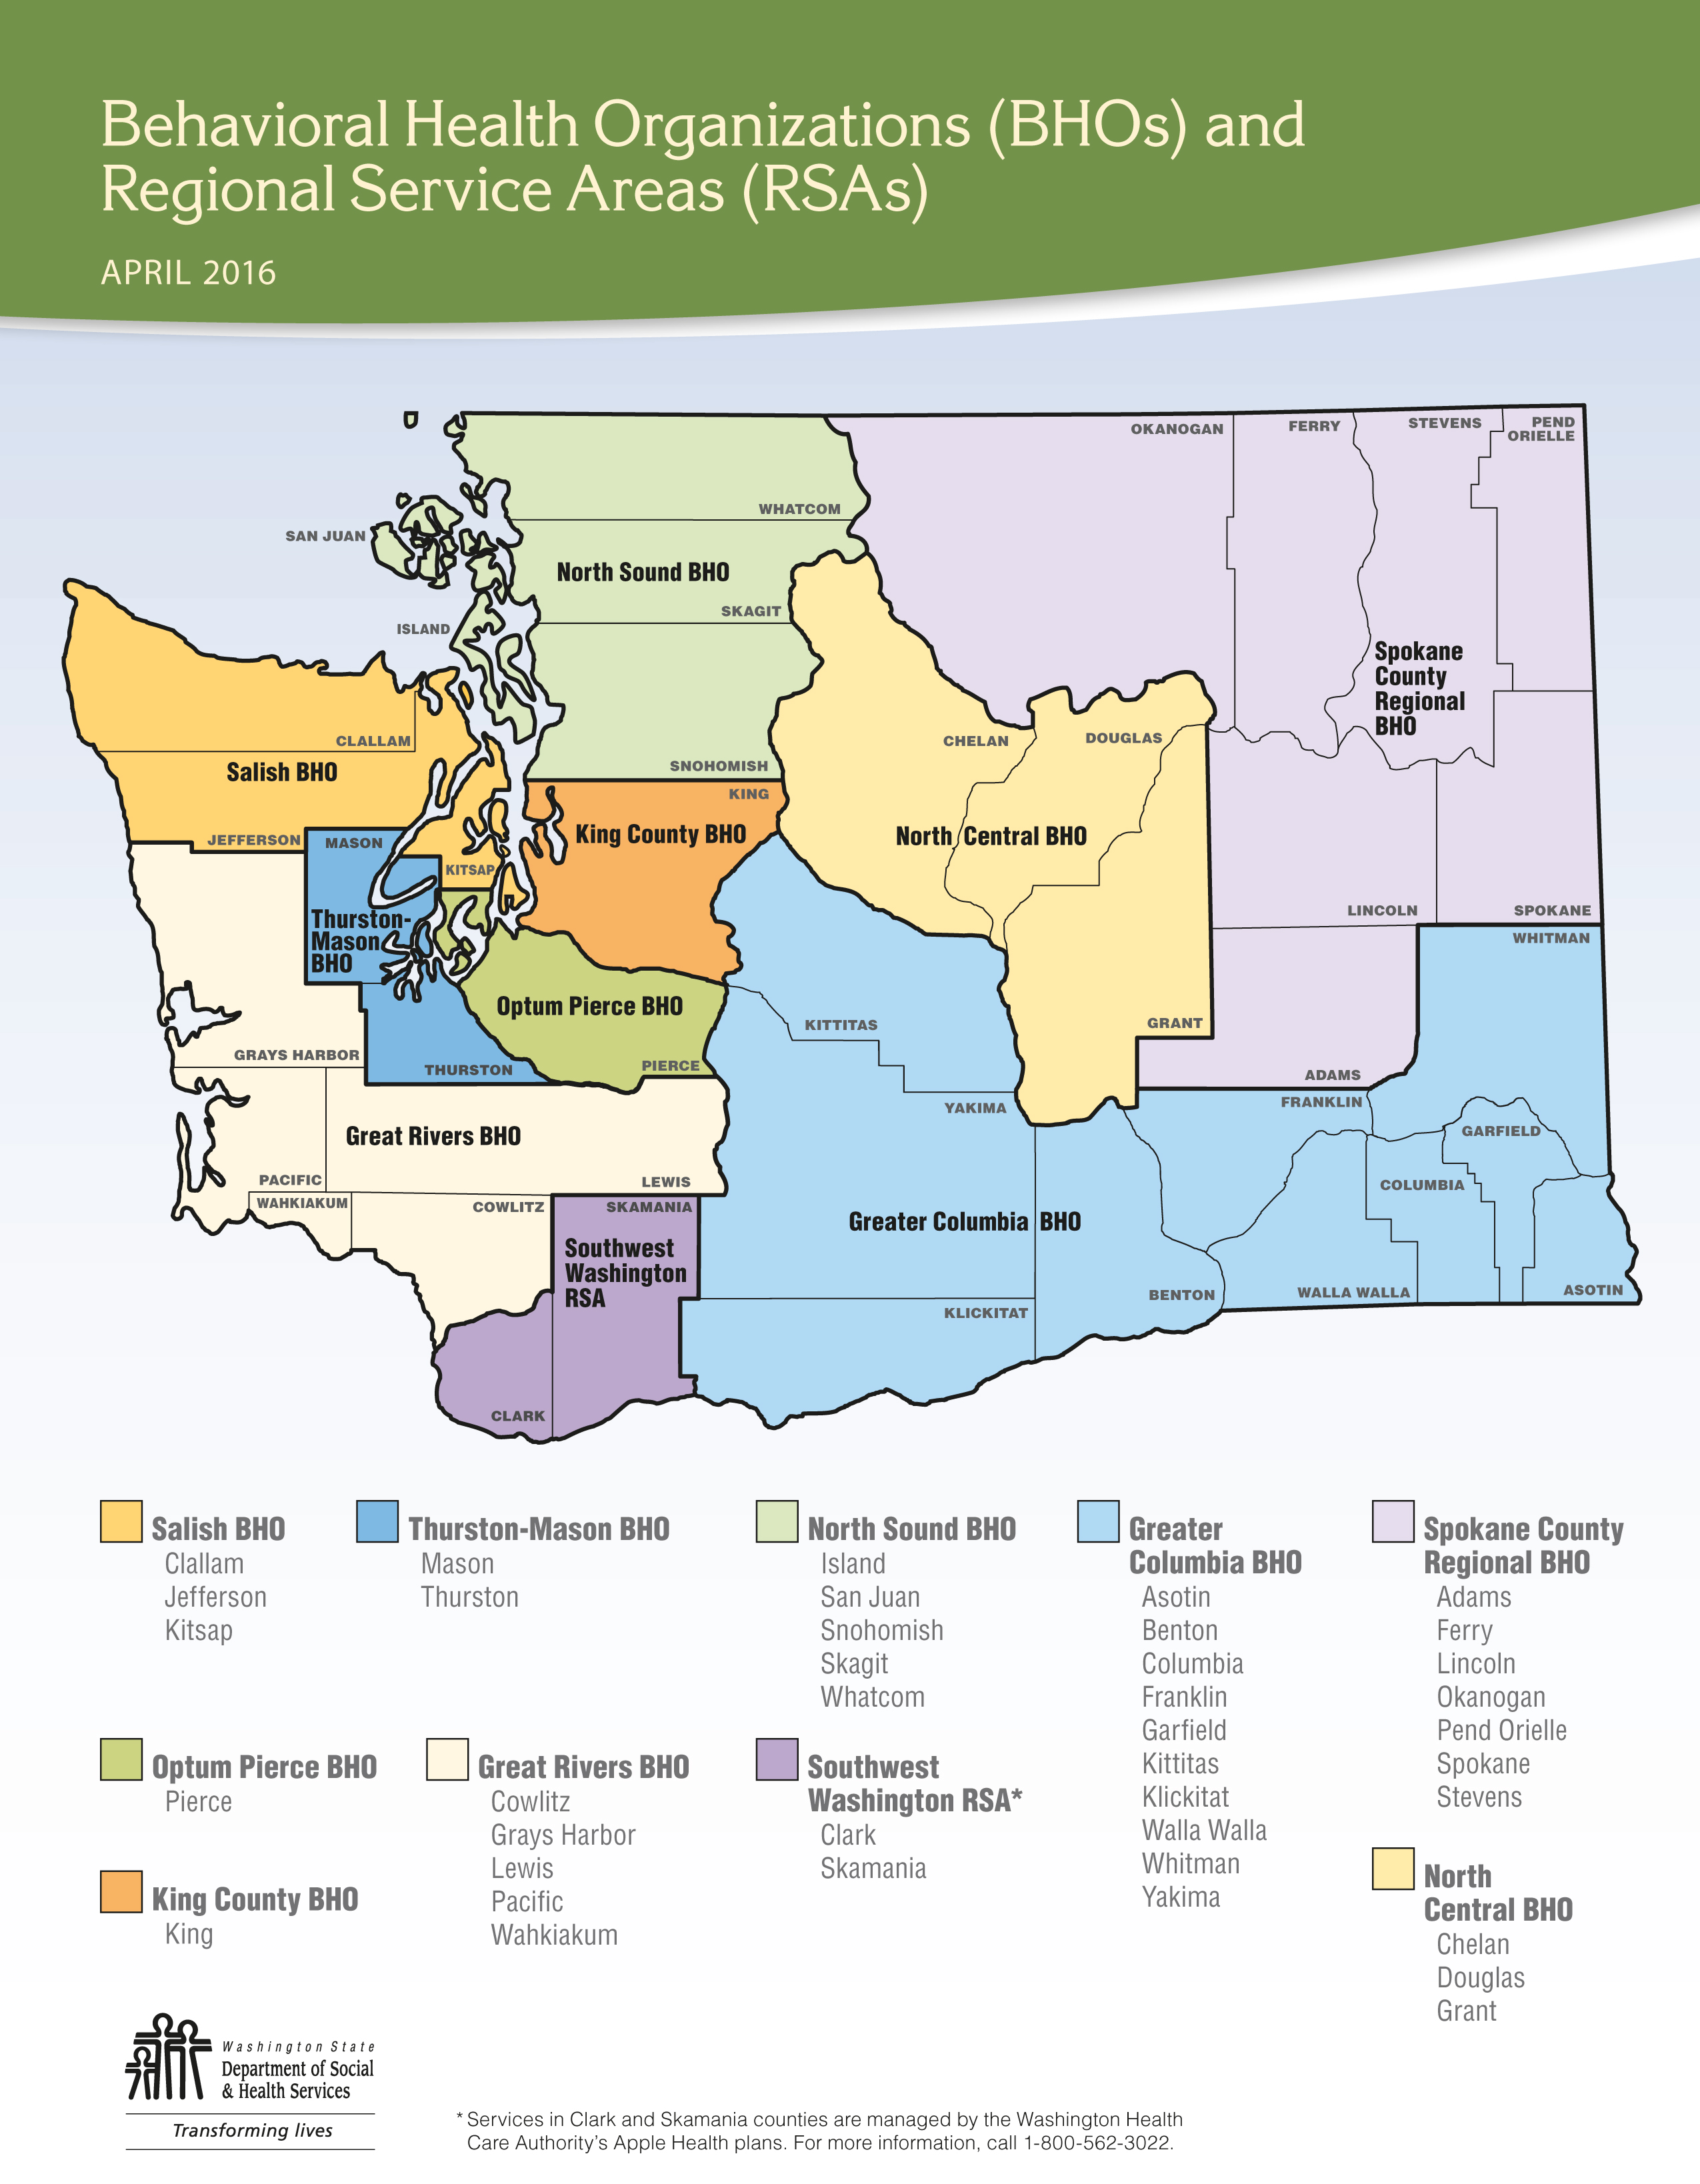 Behavioral Health Organizations (BHOs) and
Regional Service Areas (RSAs)
APRIL 2016
OKANOGAN
FERRY
STEVENS
PEND
ORIELLE
WHATCOM
SAN JUAN
North Sound BHO
SKAGIT
ISLAND
Spokane
County
Regional
BHO
CLALLAM
CHELAN
DOUGLAS
SNOHOMISH
Salish BHO
KING
JEFFERSON
MASON
King County BHO
North Central BHO
KITSAP
LINCOLN
SPOKANE
Thurston-
Mason
BHO
WHITMAN
Optum Pierce BHO
KITTITAS
GRANT
GRAYS HARBOR
THURSTON
PIERCE
ADAMS
YAKIMA
FRANKLIN
Great Rivers BHO
GARFIELD
PACIFIC
LEWIS
COLUMBIA
WAHKIAKUM
COWLITZ
SKAMANIA
Greater Columbia BHO
Southwest
Washington
RSA
BENTON
WALLA WALLA
ASOTIN
KLICKITAT
CLARK
Salish BHO
Clallam
Jefferson
Kitsap
Thurston-Mason BHO
Mason
Thurston
North Sound BHO
Island
San Juan
Snohomish
Skagit
Whatcom
Greater
Columbia BHO
Asotin
Benton
Columbia
Franklin
Garfield
Kittitas
Klickitat
Walla Walla
Whitman
Yakima
Spokane County
Regional BHO
Adams
Ferry
Lincoln
Okanogan
Pend Orielle
Spokane
Stevens
Optum Pierce BHO
Pierce
Great Rivers BHO
Cowlitz
Grays Harbor
Lewis
Pacific
Wahkiakum
Southwest
Washington RSA*
Clark
Skamania
King County BHO
King
North
Central BHO
Chelan
Douglas
Grant
Washington State
Department of Social
& Health Services
Transforming lives
* Services in Clark and Skamania counties are managed by the Washington Health
Care Authority's Apple Health plans. For more information, call 1-800-562-3022.